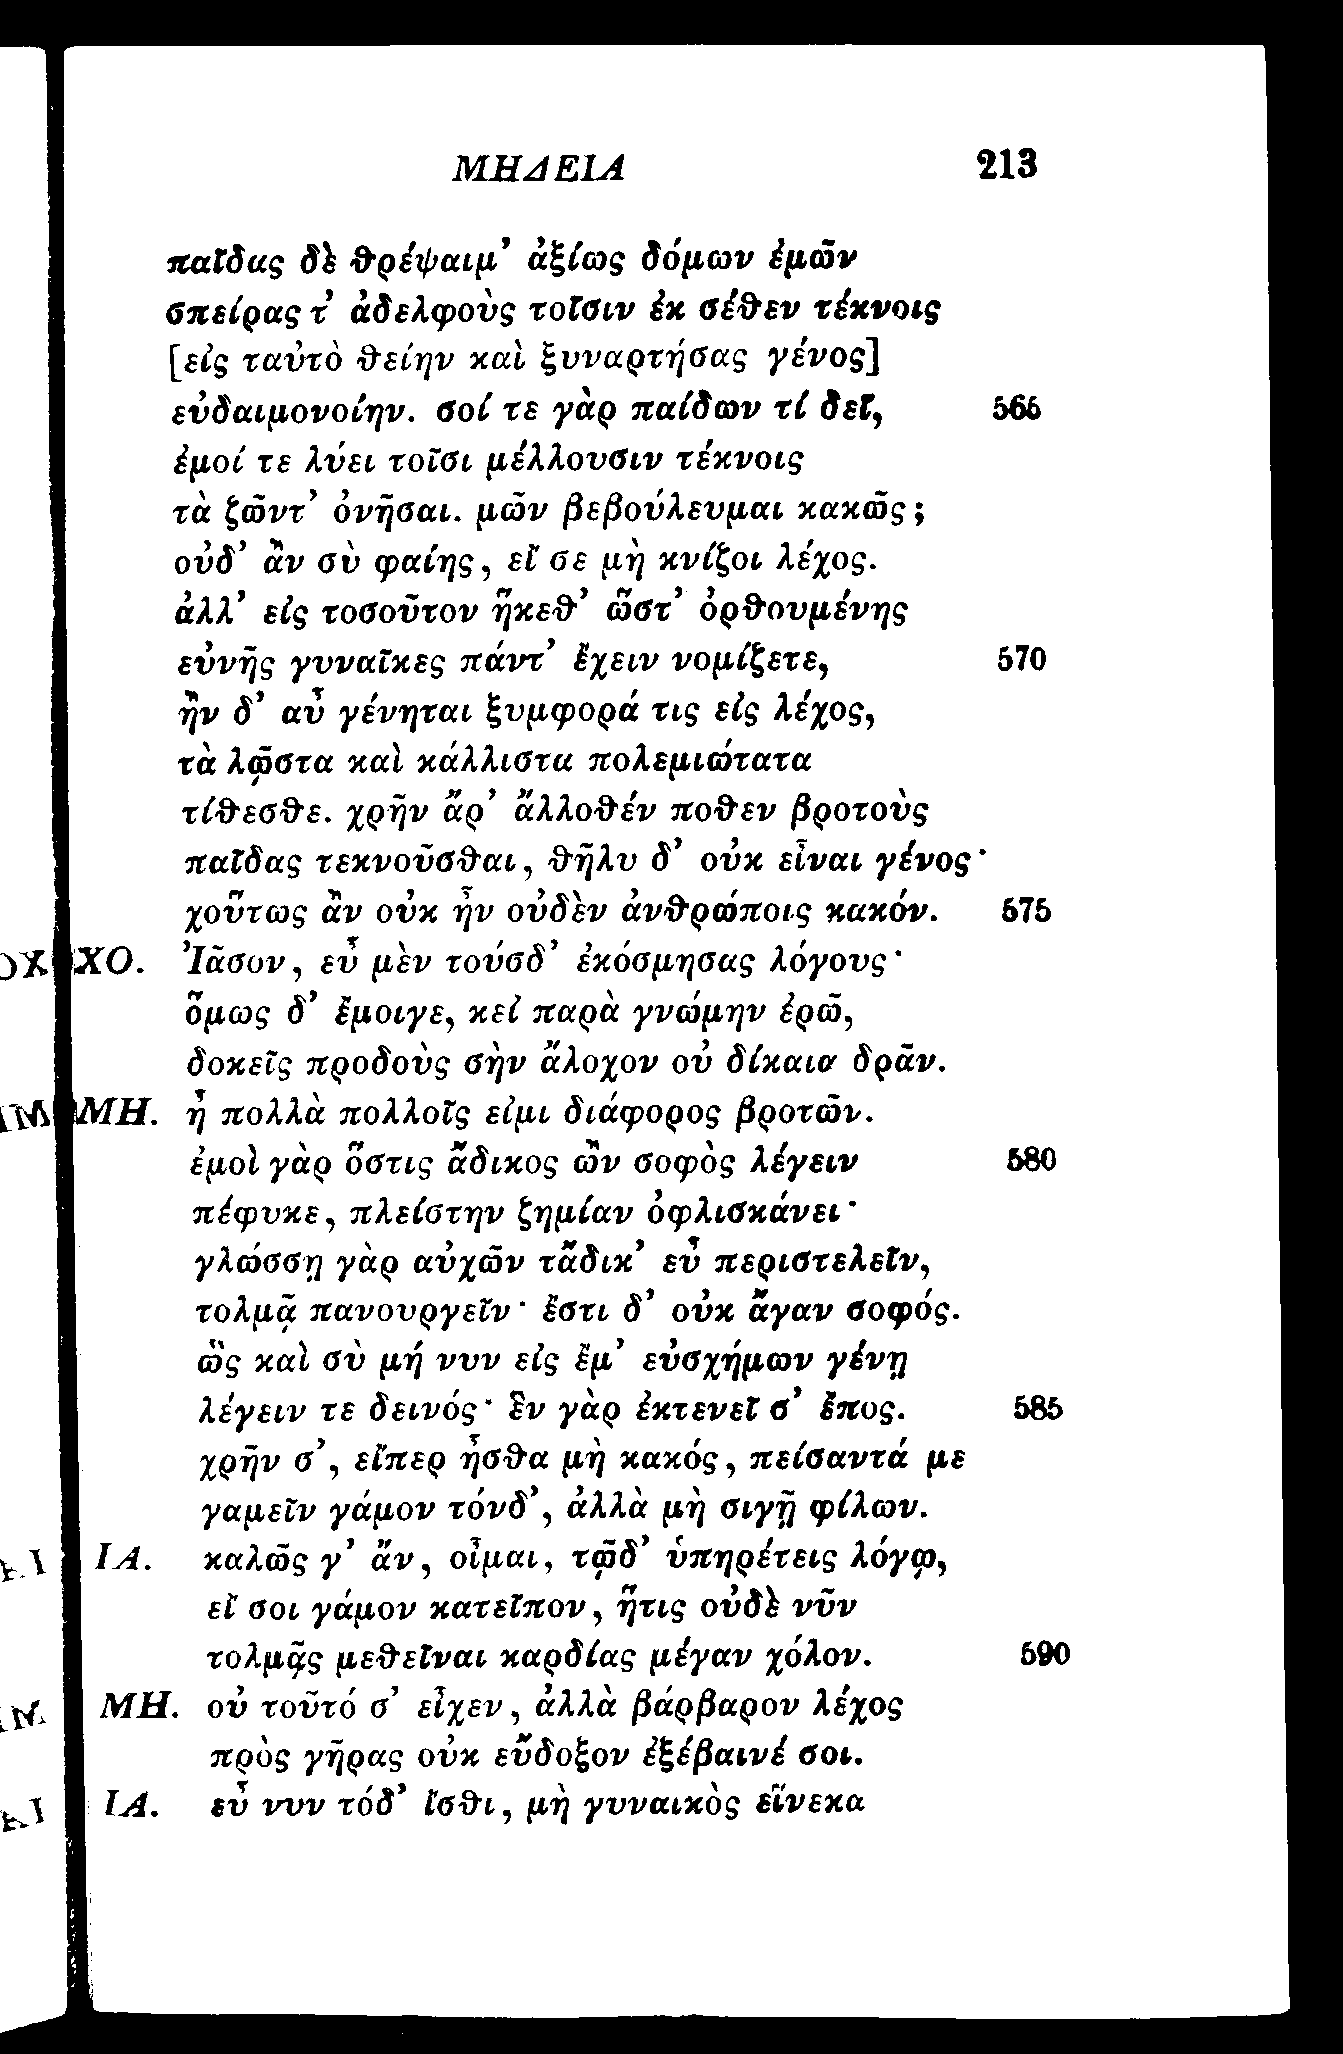 ΜΗΔΕΙΑ 213
παῖδας δὲ θρέψαιμ’ ἀξίως δόμων ἐμῶν
σπείρας τ’ ἀδελφοὺς τοῖσιν ἐκ σέθεν τέκνοις
[εἰς ταὐτὸ θείην καὶ ξυναρτήσας γένος]
εὐδαιμονοίην. σοί τε γὰρ παίδων τί δεῖ, 565
ἐμοί τε λύει τοῖσι μέλλουσιν τέκνοις
τὰ ζῶντ’ ὀνῆσαι. μῶν βεβούλευμαι κακῶς;
οὐδ’ ἂν σὺ φαίης, εἴ σε μὴ κνίζοι λέχος.
ἀλλ’ εἰς τοσοῦτον ἥκεθ’ ὥστ’ ὀρθουμένης
εὐνῆς γυναῖκες πάντ’ ἔχειν νομίζετε, 570
ἢν δ’ αὖ γένηται ξυμφορά τις εἰς λέχος,
τὰ λῷστα καὶ κάλλιστα πολεμιώτατα
τίθεσθε. χρῆν ἄρ’ ἄλλοθέν ποθεν βροτοὺς
παῖδας τεκνοῦσθαι, θῆλυ δ’ οὐκ εἶναι γένος·
χοὔτως ἂν οὐκ ἦν οὐδὲν ἀνθρώποις κακόν. 575
ΧΟ. Ἰᾶσον, εὖ μὲν τούσδ’ ἐκόσμησας λόγους·
ὅμως δ’ ἔμοιγε, κεἰ παρὰ γνώμην ἐρῶ,
δοκεῖς προδοὺς σὴν ἄλοχον οὐ δίκαια δρᾶν.
ΜΗ. ἦ πολλὰ πολλοῖς εἰμι διάφορος βροτῶν.
ἐμοὶ γὰρ ὅστις ἄδικος ὢν σοφὸς λέγειν 580
πέφυκε, πλείστην ζημίαν ὀφλισκάνει·
γλώσσῃ γὰρ αὐχῶν τἄδικ’ εὖ περιστελεῖν,
τολμᾷ πανουργεῖν· ἔστι δ’ οὐκ ἄγαν σοφός.
ὣς καὶ σὺ μή νυν εἰς ἔμ’ εὐσχήμων γένῃ
λέγειν τε δεινός· ἓν γὰρ ἐκτενεῖ σ’ ἔπος. 585
χρῆν σ’, εἴπερ ἦσθα μὴ κακός, πείσαντά με
γαμεῖν γάμον τόνδ’, ἀλλὰ μὴ σιγῇ φίλων.
ΙΑ. καλῶς γ’ ἄν, οἶμαι, τῷδ’ ὑπηρέτεις λόγῳ,
εἴ σοι γάμον κατεῖπον, ἥτις οὐδὲ νῦν
τολμᾷς μεθεῖναι καρδίας μέγαν χόλον. 590
ΜΗ. οὐ τοῦτό σ’ εἶχεν, ἀλλὰ βάρβαρον λέχος
πρὸς γῆρας οὐκ εὔδοξον ἐξέβαινέ σοι.
ΙΑ. εὖ νυν τόδ’ ἴσθι, μὴ γυναικὸς εἵνεκα